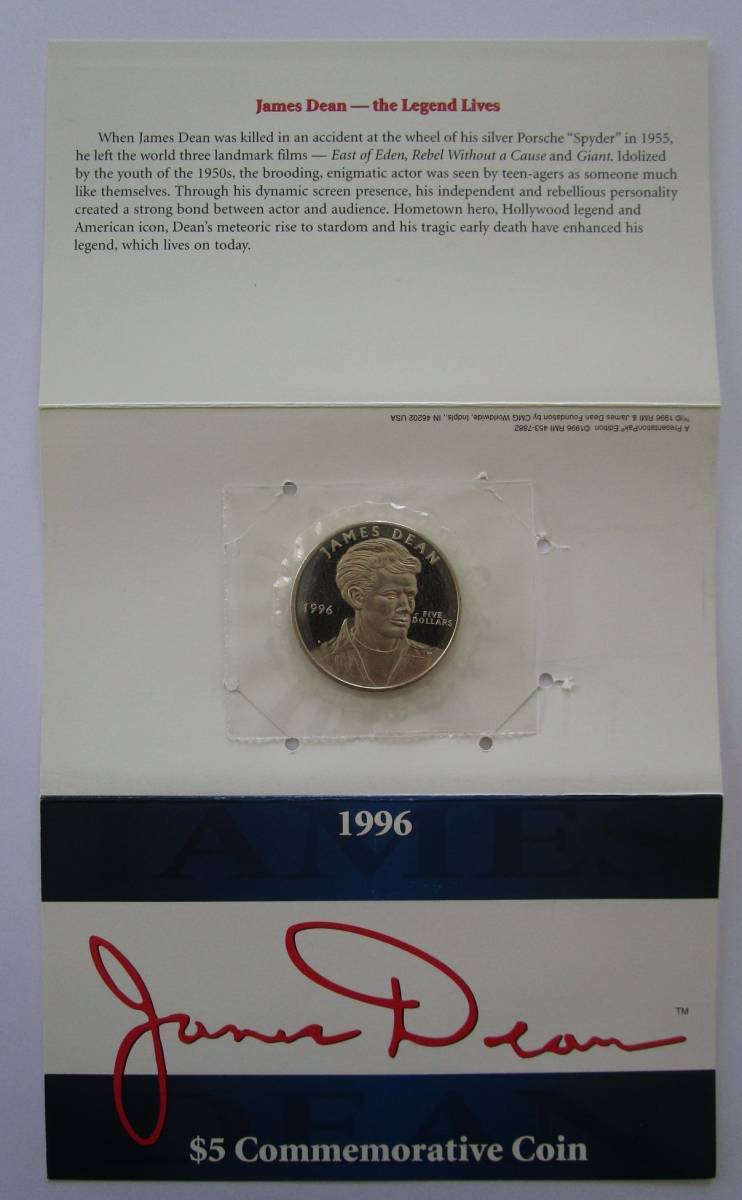 James Dean — the Legend Lives
When James Dean was killed in an accident at the wheel of his silver Porsche “Spyder” in 1955,
he left the world three landmark films — East of Eden, Rebel Without a Cause and Giant. Idolized
by the youth of the 1950s, the brooding, enigmatic actor was seen by teen-agers as someone much
like themselves. Through his dynamic screen presence, his independent and rebellious personality
created a strong bond between actor and audience. Hometown hero, Hollywood legend and
American icon, Dean’s meteoric rise to stardom and his tragic early death have enhanced his
legend, which lives on today.
A PresentationPak® Edition ©1996 RMI 453-7882
™/© 1996 RMI & James Dean Foundation by CMG Worldwide, Indpls., IN 46202 USA
JAMES DEAN
1996
FIVE
DOLLARS
JAMES
1996
James Dean
™
DEAN
$5 Commemorative Coin